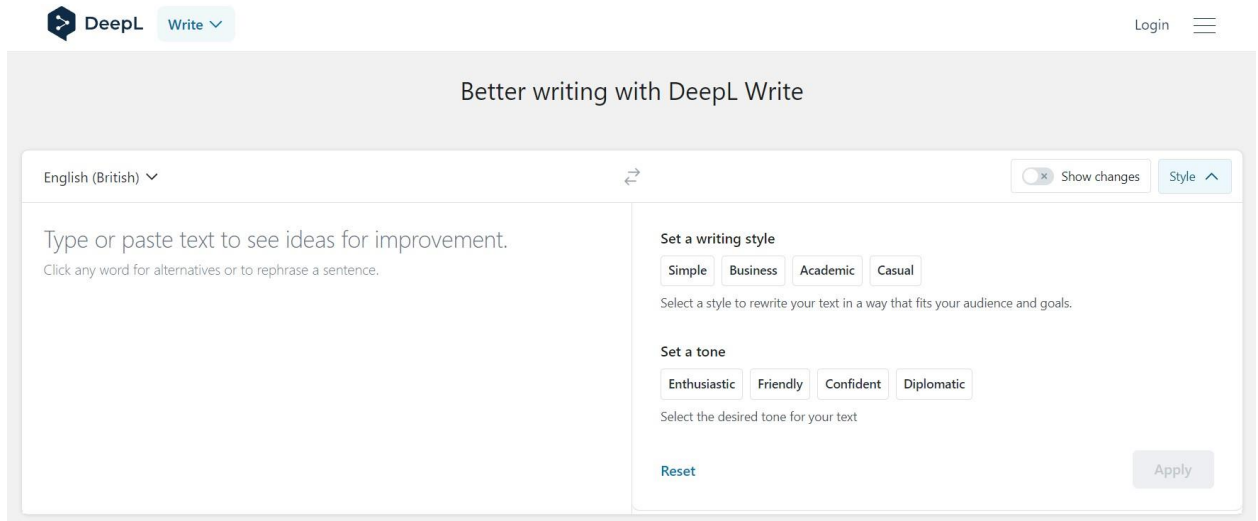 DeepL Write Login
Better writing with DeepL Write
English (British) Show changes Style
Type or paste text to see ideas for improvement.
Click any word for alternatives or to rephrase a sentence.
Set a writing style
Simple Business Academic Casual
Select a style to rewrite your text in a way that fits your audience and goals.
Set a tone
Enthusiastic Friendly Confident Diplomatic
Select the desired tone for your text
Reset Apply